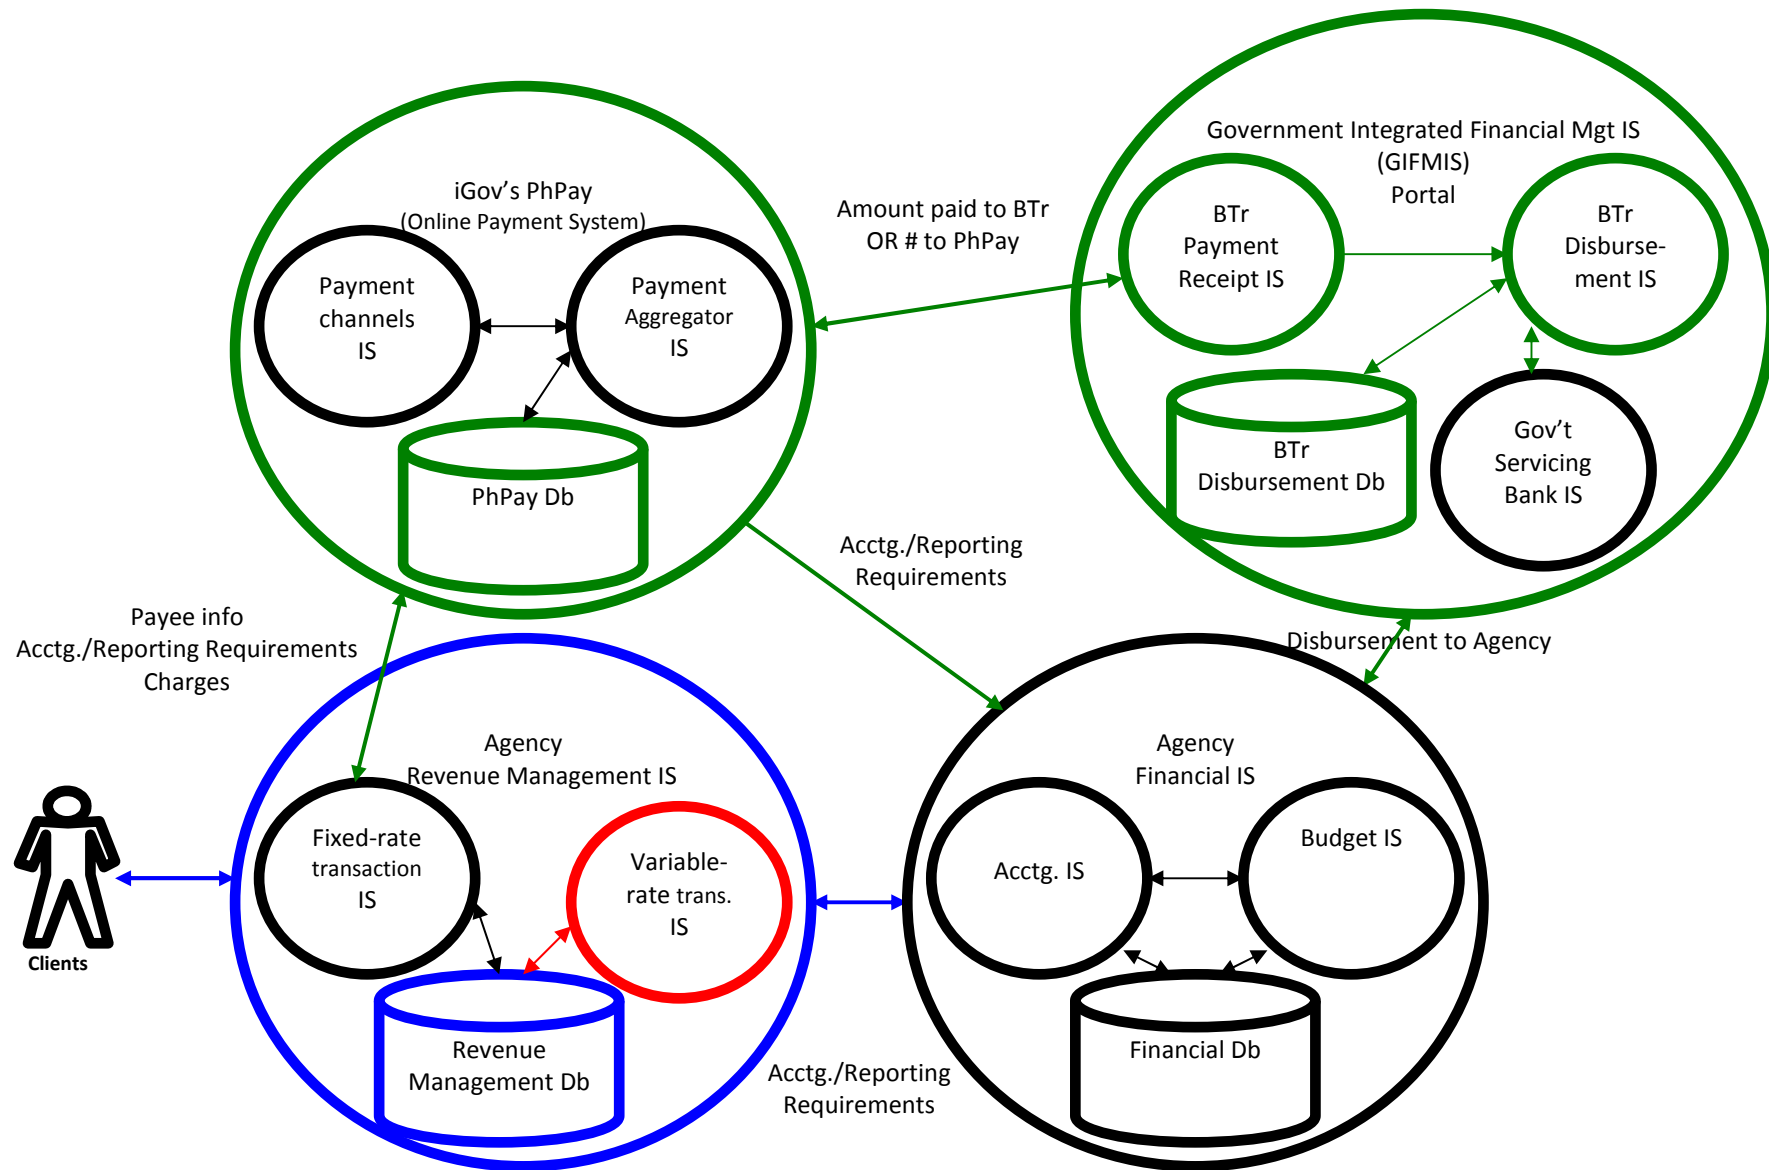 Government Integrated Financial Mgt IS
(GIFMIS)
Portal
iGov’s PhPay
(Online Payment System)
Amount paid to BTr
OR # to PhPay
BTr
Payment
Receipt IS
BTr
Disburse-
ment IS
Payment
channels
IS
Payment
Aggregator
IS
BTr
Disbursement Db
Gov’t
Servicing
Bank IS
PhPay Db
Acctg./Reporting
Requirements
Payee info
Acctg./Reporting Requirements
Charges
Disbursement to Agency
Agency
Revenue Management IS
Agency
Financial IS
Fixed-rate
transaction
IS
Variable-
rate trans.
IS
Acctg. IS
Budget IS
Clients
Revenue
Management Db
Acctg./Reporting
Requirements
Financial Db